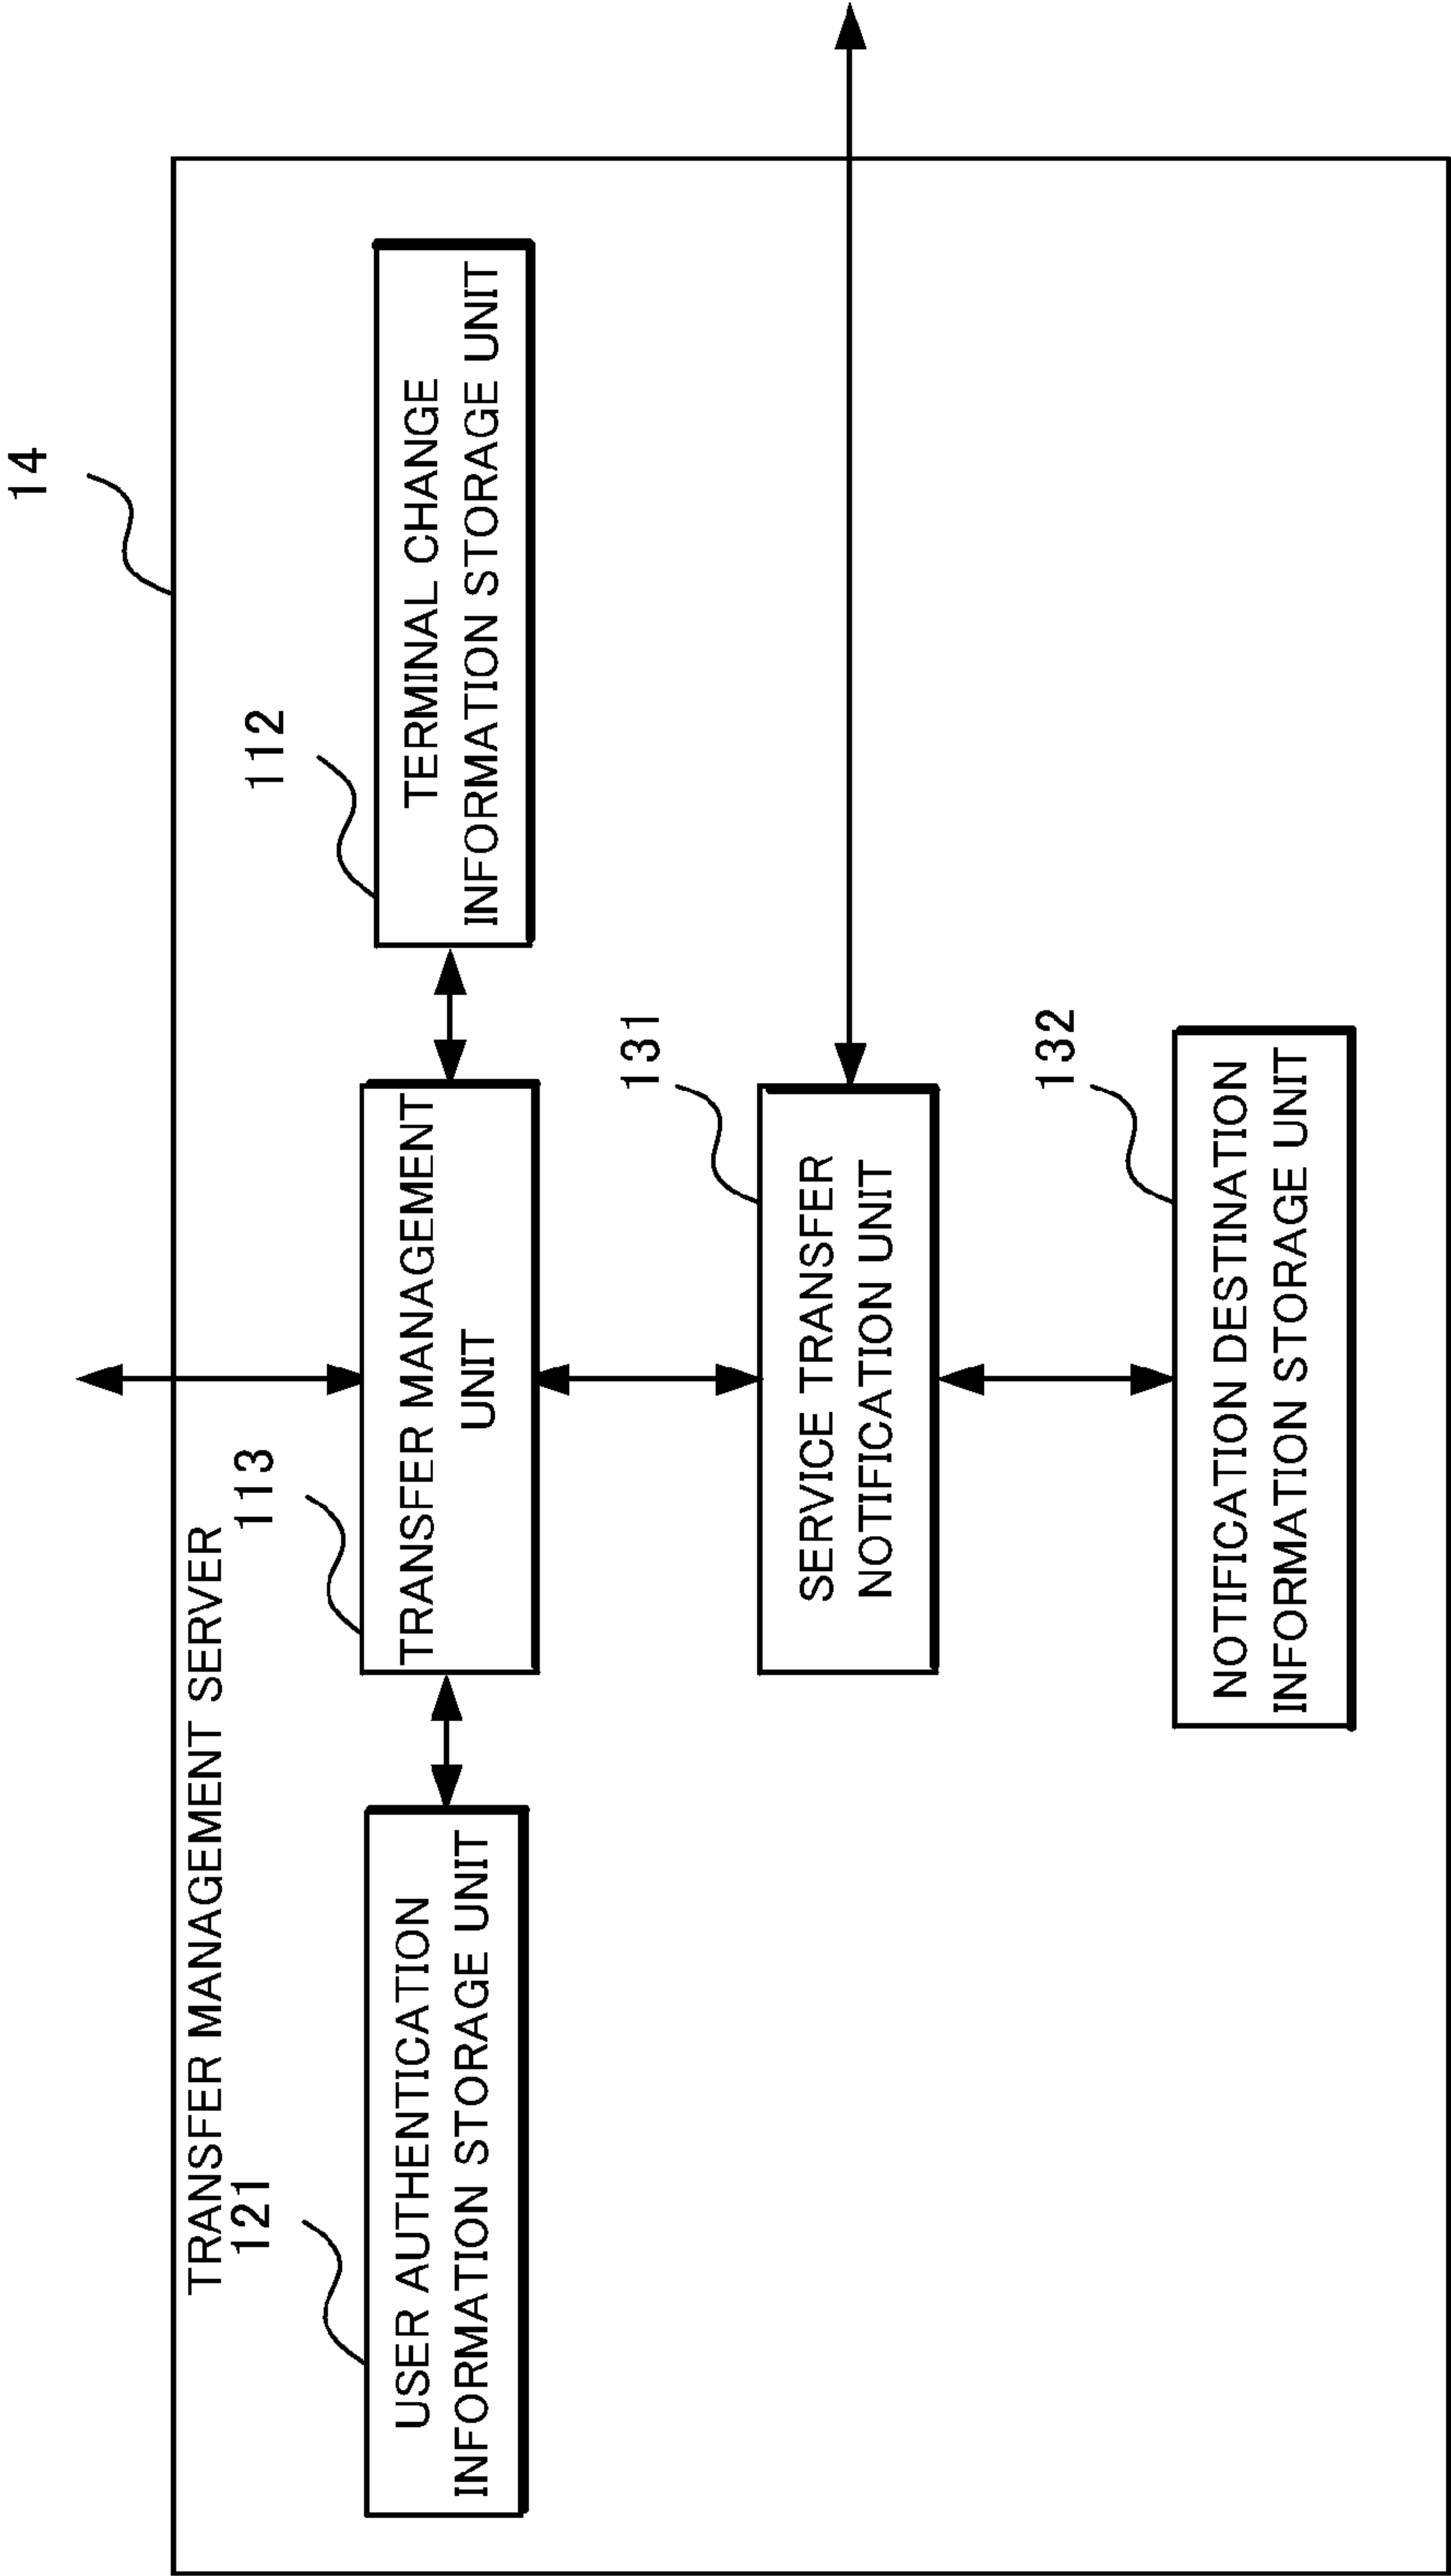 14
TRANSFER MANAGEMENT SERVER
121
USER AUTHENTICATION
INFORMATION STORAGE UNIT
113
TRANSFER MANAGEMENT
UNIT
112
TERMINAL CHANGE
INFORMATION STORAGE UNIT
131
SERVICE TRANSFER
NOTIFICATION UNIT
132
NOTIFICATION DESTINATION
INFORMATION STORAGE UNIT